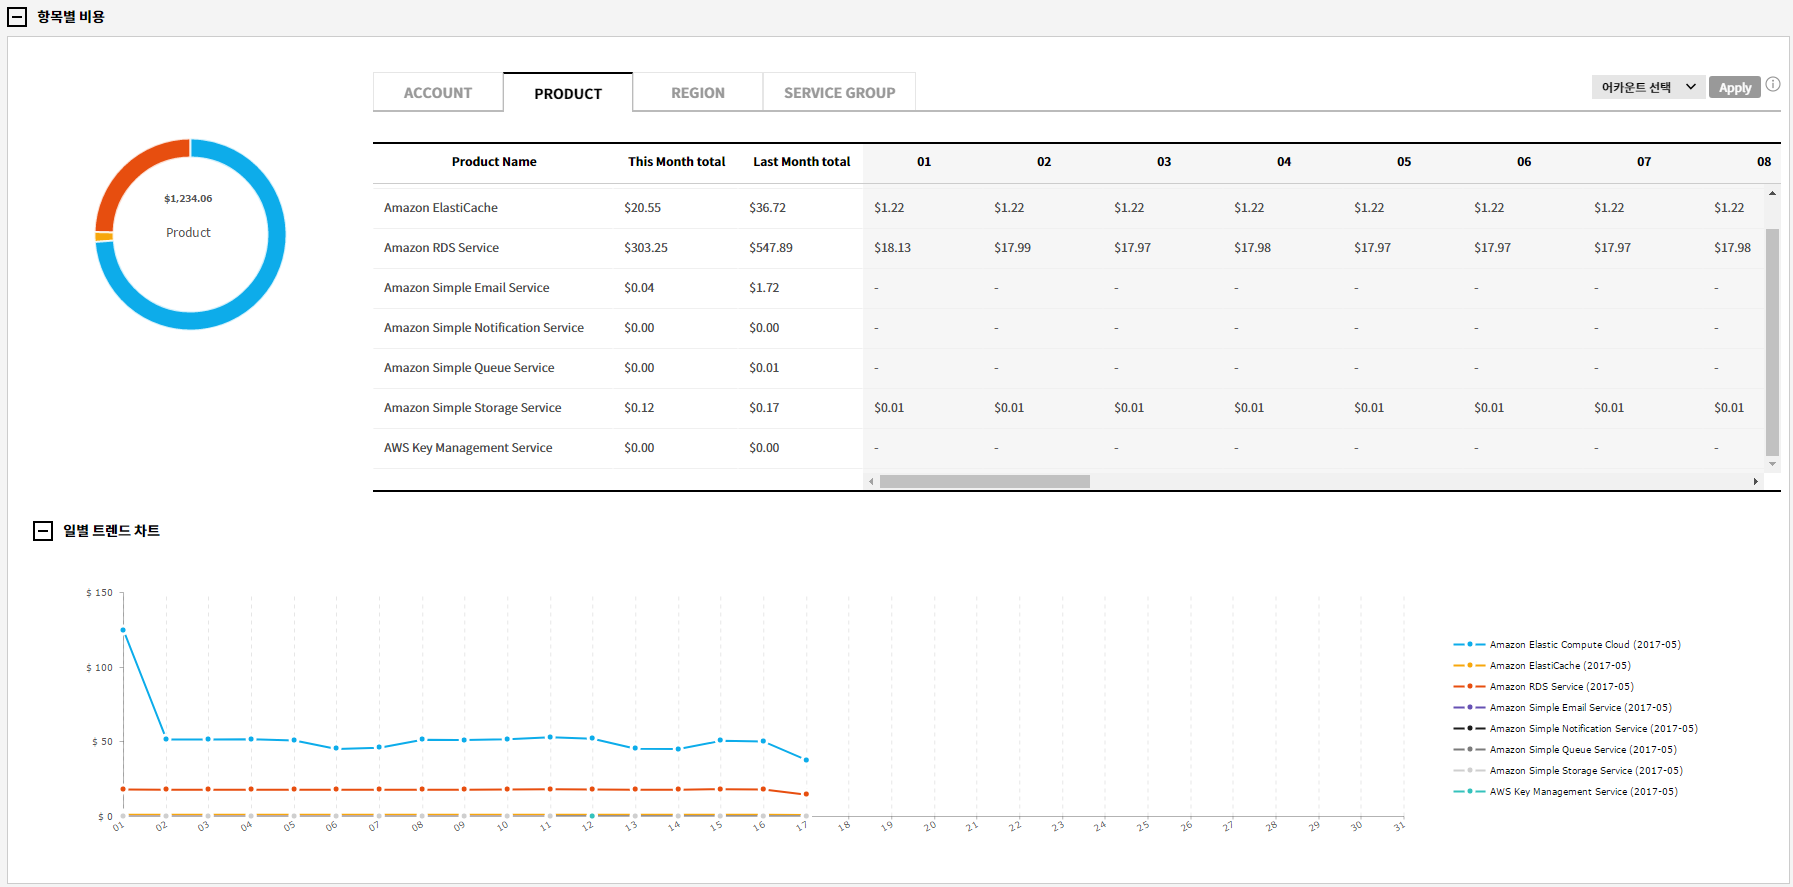 항목별 비용
ACCOUNT PRODUCT REGION SERVICE GROUP 어카운트 선택 Apply
$1,234.06
Product
Product Name This Month total Last Month total 01 02 03 04 05 06 07 08
Amazon ElastiCache $20.55 $36.72 $1.22 $1.22 $1.22 $1.22 $1.22 $1.22 $1.22 $1.22
Amazon RDS Service $303.25 $547.89 $18.13 $17.99 $17.97 $17.98 $17.97 $17.97 $17.97 $17.98
Amazon Simple Email Service $0.04 $1.72 - - - - - - - -
Amazon Simple Notification Service $0.00 $0.00 - - - - - - - -
Amazon Simple Queue Service $0.00 $0.01 - - - - - - - -
Amazon Simple Storage Service $0.12 $0.17 $0.01 $0.01 $0.01 $0.01 $0.01 $0.01 $0.01 $0.01
AWS Key Management Service $0.00 $0.00 - - - - - - - -
일별 트렌드 차트
$ 150
$ 100
$ 50
$ 0
01 02 03 04 05 06 07 08 09 10 11 12 13 14 15 16 17 18 19 20 21 22 23 24 25 26 27 28 29 30 31
Amazon Elastic Compute Cloud (2017-05)
Amazon ElastiCache (2017-05)
Amazon RDS Service (2017-05)
Amazon Simple Email Service (2017-05)
Amazon Simple Notification Service (2017-05)
Amazon Simple Queue Service (2017-05)
Amazon Simple Storage Service (2017-05)
AWS Key Management Service (2017-05)